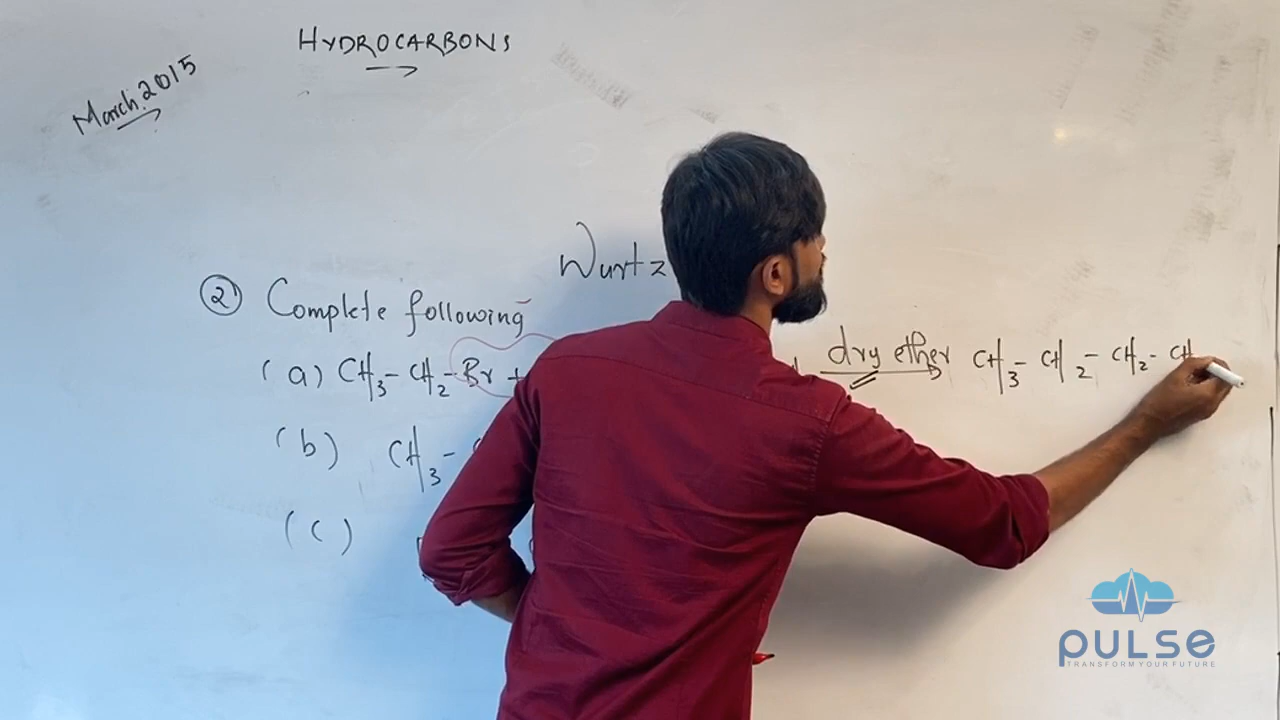 HYDROCARBONS
March.2015
Wurtz
② Complete following
(a) CH₃-CH₂-Br + dry ether CH₃-CH₂-CH₂-CH
(b) CH₃-
(c)
PULSE
TRANSFORM YOUR FUTURE